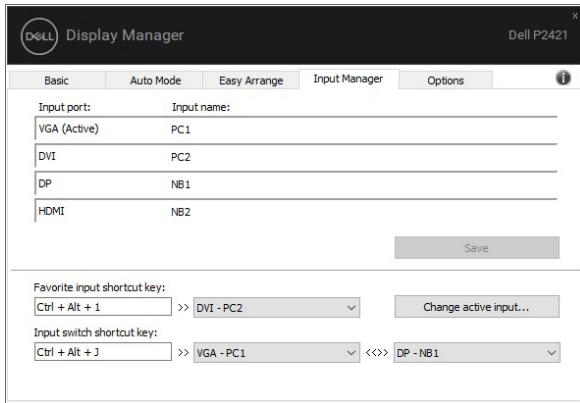 DELL Display Manager Dell P2421
Basic Auto Mode Easy Arrange Input Manager Options
Input port: Input name:
VGA (Active) PC1
DVI PC2
DP NB1
HDMI NB2
Save
Favorite input shortcut key:
Ctrl + Alt + 1 >> DVI - PC2 Change active input...
Input switch shortcut key:
Ctrl + Alt + J >> VGA - PC1 <<>> DP - NB1